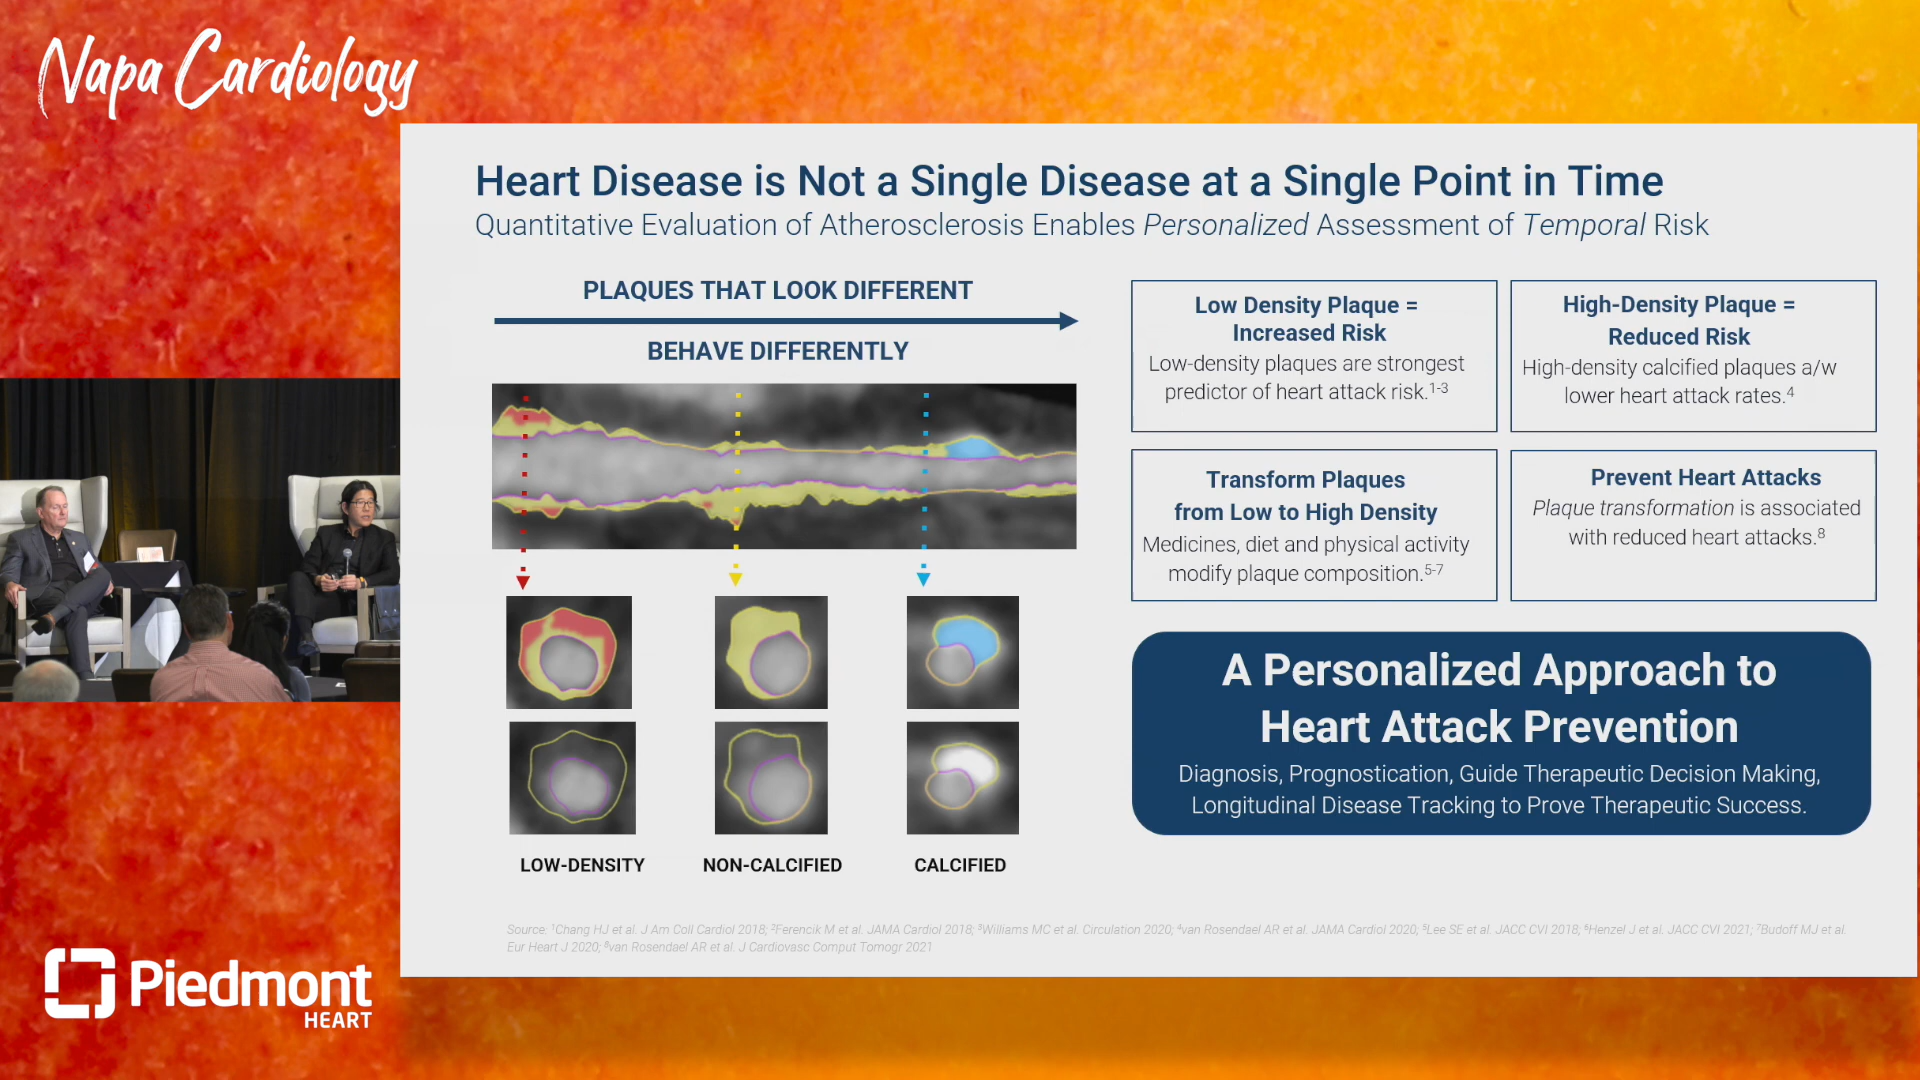 Napa Cardiology
Heart Disease is Not a Single Disease at a Single Point in Time
Quantitative Evaluation of Atherosclerosis Enables Personalized Assessment of Temporal Risk
PLAQUES THAT LOOK DIFFERENT
BEHAVE DIFFERENTLY
LOW-DENSITY
NON-CALCIFIED
CALCIFIED
Low Density Plaque =
Increased Risk
Low-density plaques are strongest
predictor of heart attack risk.1-3
High-Density Plaque =
Reduced Risk
High-density calcified plaques a/w
lower heart attack rates.4
Transform Plaques
from Low to High Density
Medicines, diet and physical activity
modify plaque composition.5-7
Prevent Heart Attacks
Plaque transformation is associated
with reduced heart attacks.8
A Personalized Approach to
Heart Attack Prevention
Diagnosis, Prognostication, Guide Therapeutic Decision Making,
Longitudinal Disease Tracking to Prove Therapeutic Success.
Source: 1Chang HJ et al. J Am Coll Cardiol 2018; 2Ferencik M et al. JAMA Cardiol 2018; 3Williams MC et al. Circulation 2020; 4van Rosendael AR et al. JAMA Cardiol 2020; 5Lee SE et al. JACC CVI 2018; 6Henzel J et al. JACC CVI 2021; 7Budoff MJ et al.
Eur Heart J 2020; 8van Rosendael AR et al. J Cardiovasc Comput Tomogr 2021
Piedmont
HEART